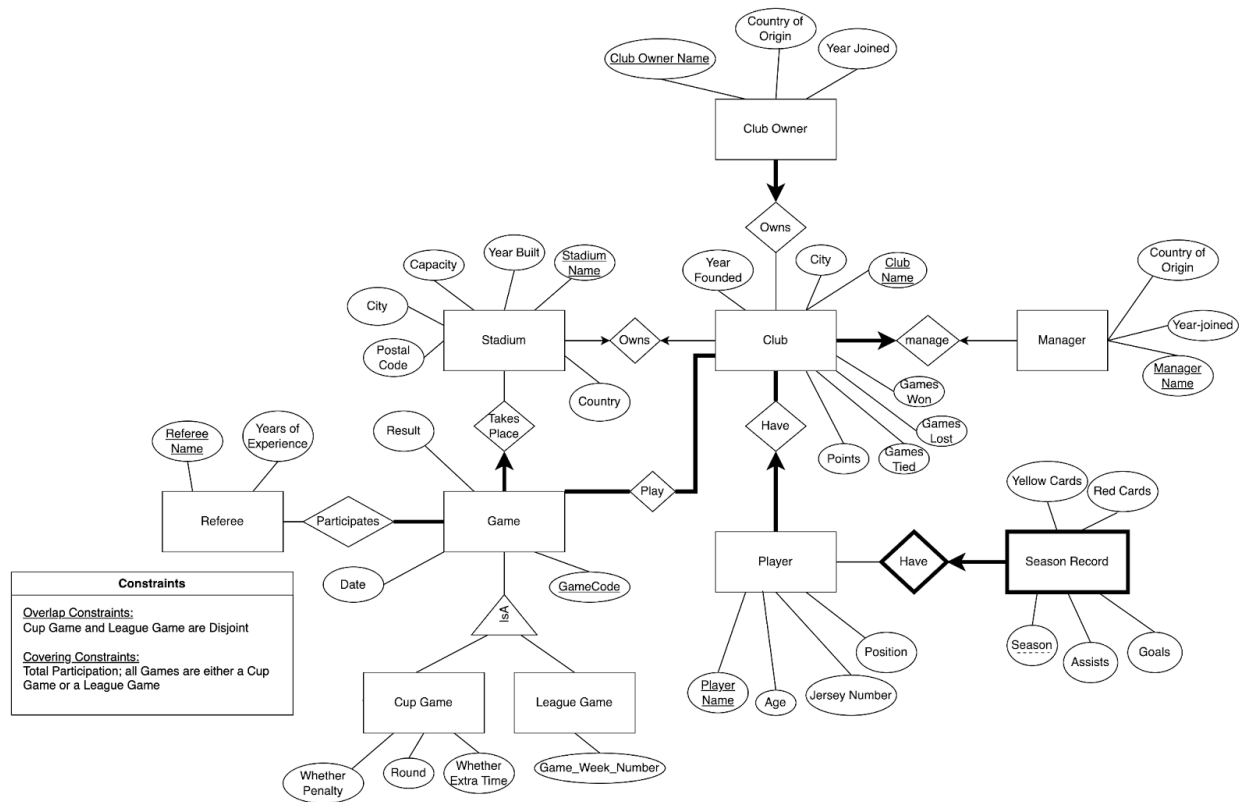 Country of
Origin
Club Owner Name
Year Joined
Club Owner
Owns
Capacity
Year Built
Stadium
Name
Year
Founded
City
Club
Name
Country of
Origin
City
Stadium
Owns
Club
manage
Manager
Year-joined
Postal
Code
Manager
Name
Country
Games
Won
Games
Lost
Games
Tied
Points
Takes
Place
Have
Result
Referee
Name
Years of
Experience
Yellow Cards
Red Cards
Referee
Participates
Game
Play
Player
Have
Season Record
Date
GameCode
Constraints
Overlap Constraints:
Cup Game and League Game are Disjoint
Covering Constraints:
Total Participation; all Games are either a Cup
Game or a League Game
IsA
Position
Season
Assists
Goals
Player
Name
Age
Jersey Number
Cup Game
League Game
Whether
Penalty
Round
Whether
Extra Time
Game_Week_Number